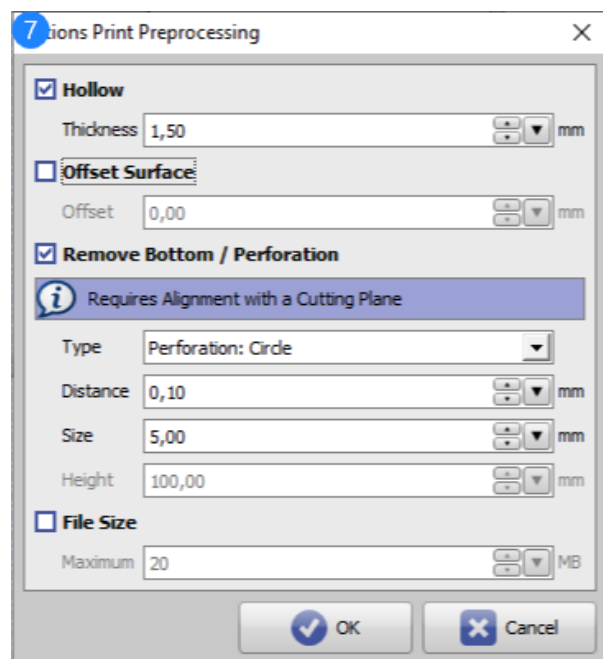 7
tions Print Preprocessing
Hollow
Thickness 1,50 mm
Offset Surface
Offset 0,00 mm
Remove Bottom / Perforation
Requires Alignment with a Cutting Plane
Type Perforation: Circle
Distance 0,10 mm
Size 5,00 mm
Height 100,00 mm
File Size
Maximum 20 MB
OK Cancel